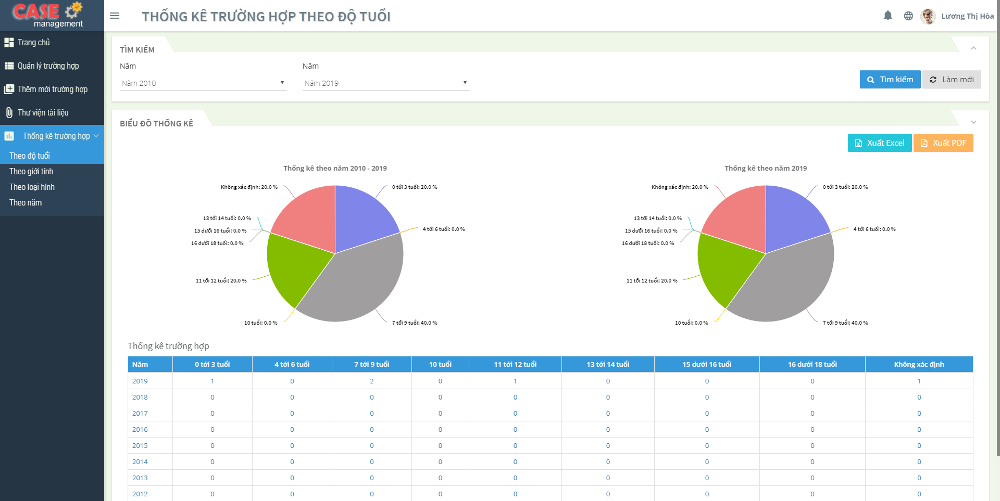 CASE
management
THỐNG KÊ TRƯỜNG HỢP THEO ĐỘ TUỔI
Lương Thị Hòa
Trang chủ
Quản lý trường hợp
Thêm mới trường hợp
Thư viện tài liệu
Thống kê trường hợp
Theo độ tuổi
Theo giới tính
Theo loại hình
Theo năm
TÌM KIẾM
Năm
Năm
Năm 2010
Năm 2019
Tìm kiếm
Làm mới
BIỂU ĐỒ THỐNG KÊ
Xuất Excel
Xuất PDF
Thống kê theo năm 2010 - 2019
Không xác định: 20.0 %
0 tới 3 tuổi: 20.0 %
13 tới 14 tuổi: 0.0 %
15 dưới 16 tuổi: 0.0 %
4 tới 6 tuổi: 0.0 %
16 dưới 18 tuổi: 0.0 %
11 tới 12 tuổi: 20.0 %
10 tuổi: 0.0 %
7 tới 9 tuổi: 40.0 %
Thống kê theo năm 2019
Không xác định: 20.0 %
0 tới 3 tuổi: 20.0 %
13 tới 14 tuổi: 0.0 %
15 dưới 16 tuổi: 0.0 %
4 tới 6 tuổi: 0.0 %
16 dưới 18 tuổi: 0.0 %
11 tới 12 tuổi: 20.0 %
10 tuổi: 0.0 %
7 tới 9 tuổi: 40.0 %
Thống kê trường hợp
Năm 0 tới 3 tuổi 4 tới 6 tuổi 7 tới 9 tuổi 10 tuổi 11 tới 12 tuổi 13 tới 14 tuổi 15 dưới 16 tuổi 16 dưới 18 tuổi Không xác định
2019 1 0 2 0 1 0 0 0 1
2018 0 0 0 0 0 0 0 0 0
2017 0 0 0 0 0 0 0 0 0
2016 0 0 0 0 0 0 0 0 0
2015 0 0 0 0 0 0 0 0 0
2014 0 0 0 0 0 0 0 0 0
2013 0 0 0 0 0 0 0 0 0
2012 0 0 0 0 0 0 0 0 0